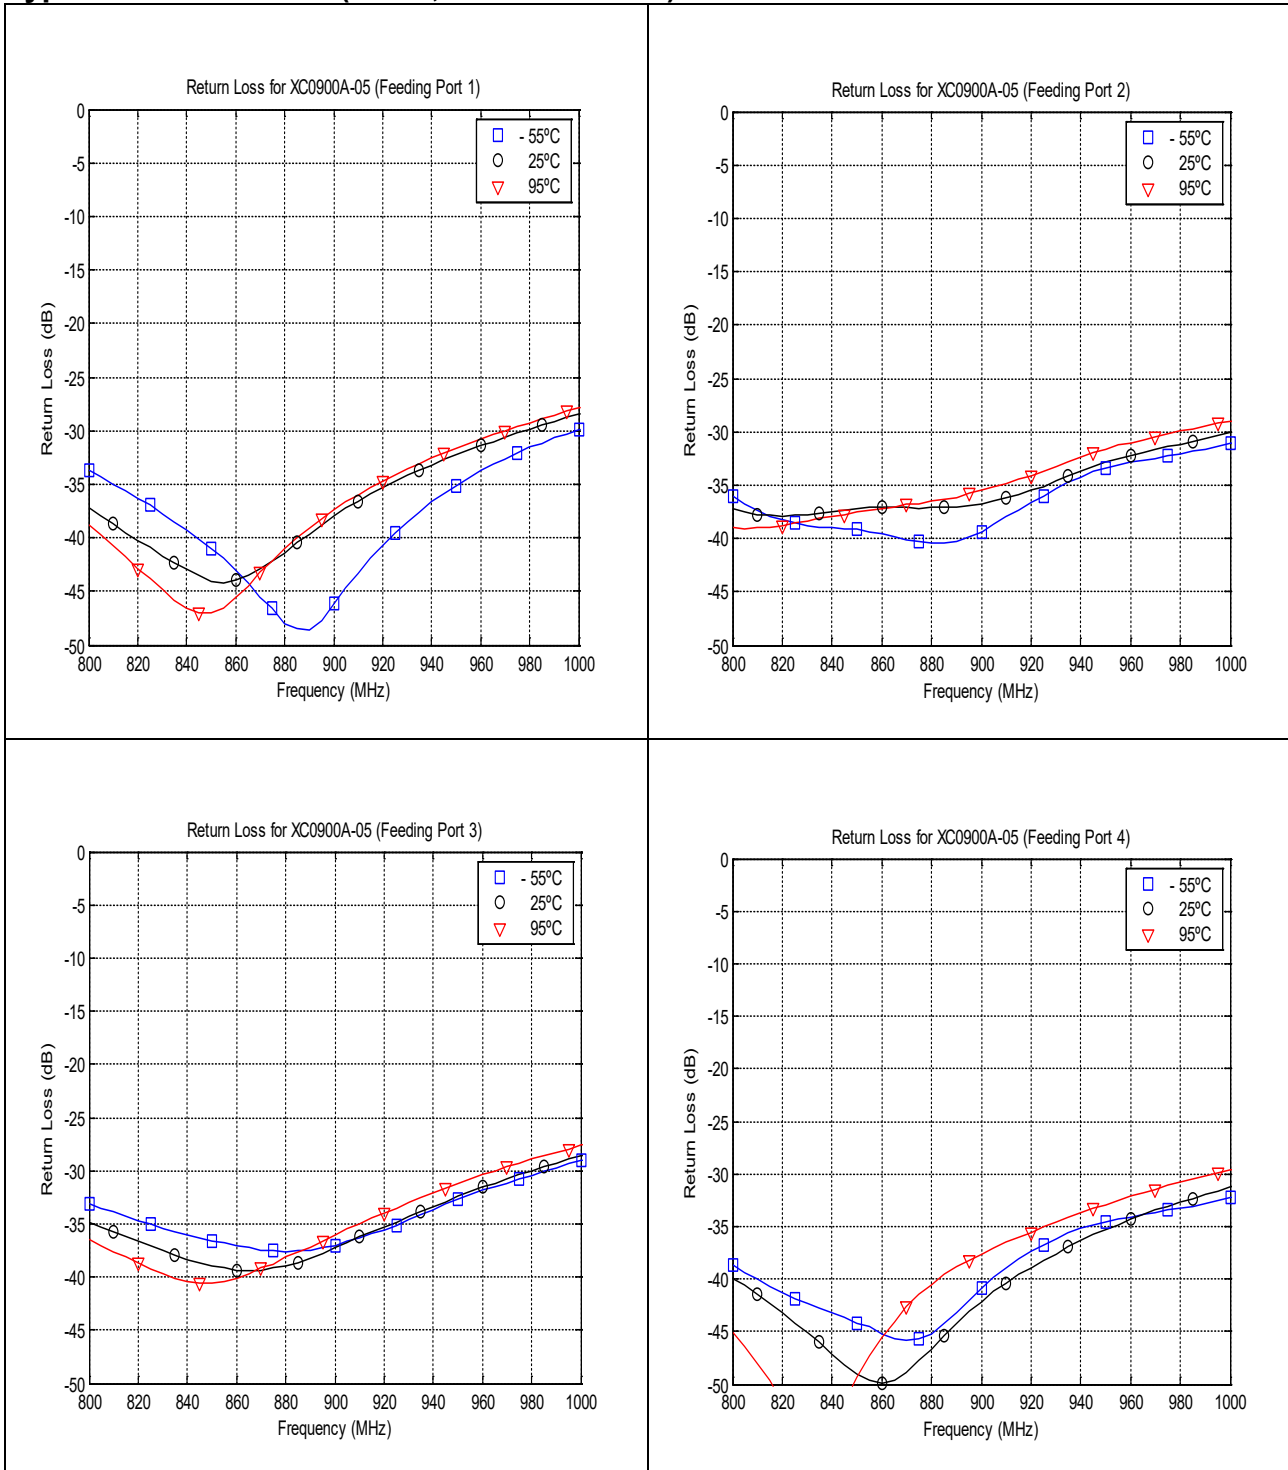 Return Loss for XC0900A-05 (Feeding Port 1)
0
-5
-10
-15
-20
-25
-30
-35
-40
-45
-50
Return Loss (dB)
- 55ºC
25ºC
95ºC
800 820 840 860 880 900 920 940 960 980 1000
Frequency (MHz)
Return Loss for XC0900A-05 (Feeding Port 2)
0
-5
-10
-15
-20
-25
-30
-35
-40
-45
-50
Return Loss (dB)
- 55ºC
25ºC
95ºC
800 820 840 860 880 900 920 940 960 980 1000
Frequency (MHz)
Return Loss for XC0900A-05 (Feeding Port 3)
0
-5
-10
-15
-20
-25
-30
-35
-40
-45
-50
Return Loss (dB)
- 55ºC
25ºC
95ºC
800 820 840 860 880 900 920 940 960 980 1000
Frequency (MHz)
Return Loss for XC0900A-05 (Feeding Port 4)
0
-5
-10
-15
-20
-25
-30
-35
-40
-45
-50
Return Loss (dB)
- 55ºC
25ºC
95ºC
800 820 840 860 880 900 920 940 960 980 1000
Frequency (MHz)